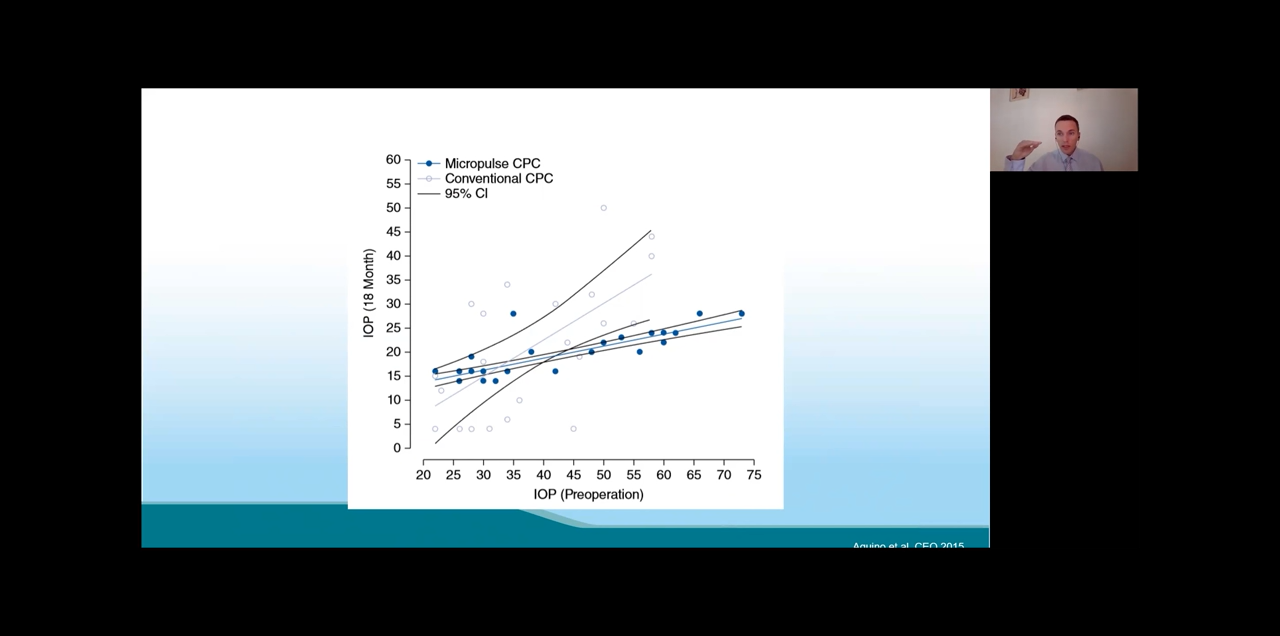 Micropulse CPC
Conventional CPC
95% CI
60
55
50
45
40
35
30
25
20
15
10
5
0
IOP (18 Month)
20 25 30 35 40 45 50 55 60 65 70 75
IOP (Preoperation)
Aquino et al. CEO 2015